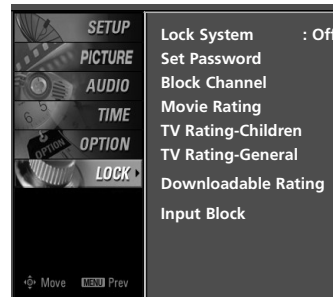 SETUP
PICTURE
AUDIO
TIME
OPTION
LOCK
Move MENU Prev
Lock System : Off
Set Password
Block Channel
Movie Rating
TV Rating-Children
TV Rating-General
Downloadable Rating
Input Block